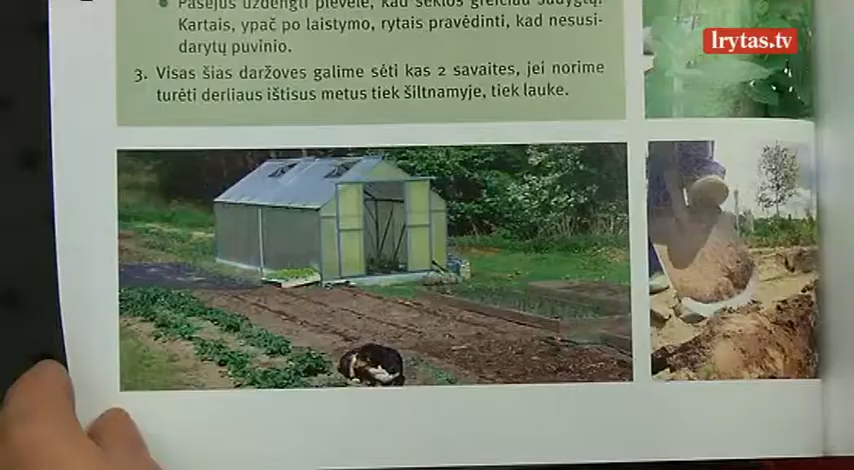 Pasėjus uždengti plėvele, kad sėklos greičiau sudygtų.
Kartais, ypač po laistymo, rytais pravėdinti, kad nesusi-
darytų puvinio.
3. Visas šias daržoves galime sėti kas 2 savaites, jei norime
turėti derliaus ištisus metus tiek šiltnamyje, tiek lauke.
lrytas.tv